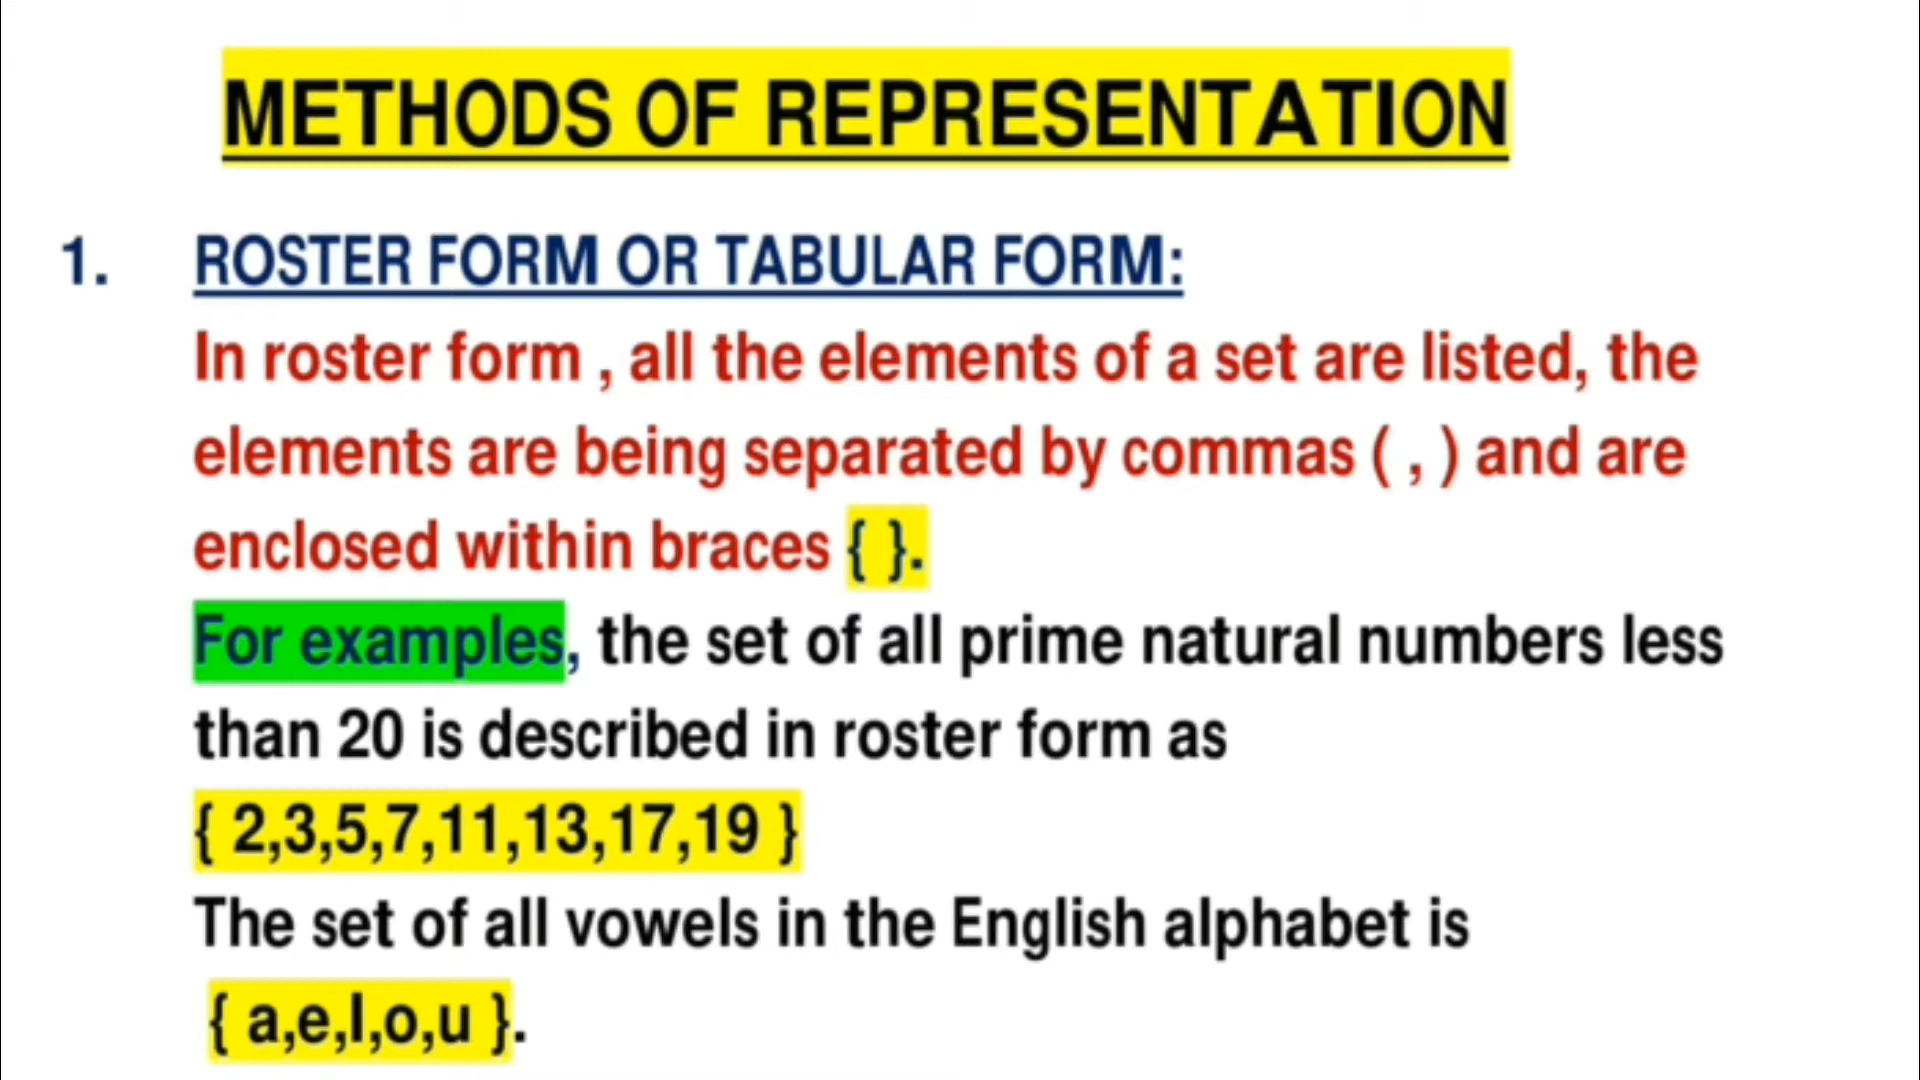 METHODS OF REPRESENTATION
1. ROSTER FORM OR TABULAR FORM:
In roster form , all the elements of a set are listed, the
elements are being separated by commas ( , ) and are
enclosed within braces { }.
For examples, the set of all prime natural numbers less
than 20 is described in roster form as
{ 2,3,5,7,11,13,17,19 }
The set of all vowels in the English alphabet is
{ a,e,I,o,u }.